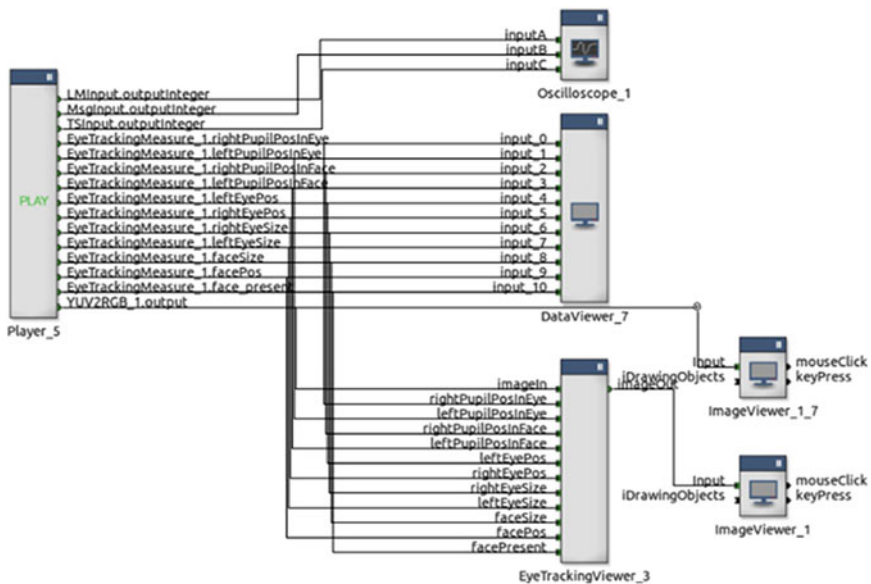 inputA
inputB
inputC
Oscilloscope_1
LMInput.outputInteger
MsgInput.outputInteger
TSInput.outputInteger
EyeTrackingMeasure_1.rightPupilPosInEye
EyeTrackingMeasure_1.leftPupilPosInEye
EyeTrackingMeasure_1.rightPupilPosInFace
EyeTrackingMeasure_1.leftPupilPosInFace
EyeTrackingMeasure_1.leftEyePos
EyeTrackingMeasure_1.rightEyePos
EyeTrackingMeasure_1.rightEyeSize
EyeTrackingMeasure_1.leftEyeSize
EyeTrackingMeasure_1.faceSize
EyeTrackingMeasure_1.facePos
EyeTrackingMeasure_1.face_present
YUV2RGB_1.output
PLAY
Player_5
input_0
input_1
input_2
input_3
input_4
input_5
input_6
input_7
input_8
input_9
input_10
DataViewer_7
imageIn
rightPupilPosInEye
leftPupilPosInEye
rightPupilPosInFace
leftPupilPosInFace
leftEyePos
rightEyePos
rightEyeSize
leftEyeSize
faceSize
facePos
facePresent
imageOut
EyeTrackingViewer_3
Input
iDrawingObjects
mouseClick
keyPress
ImageViewer_1_7
Input
iDrawingObjects
mouseClick
keyPress
ImageViewer_1